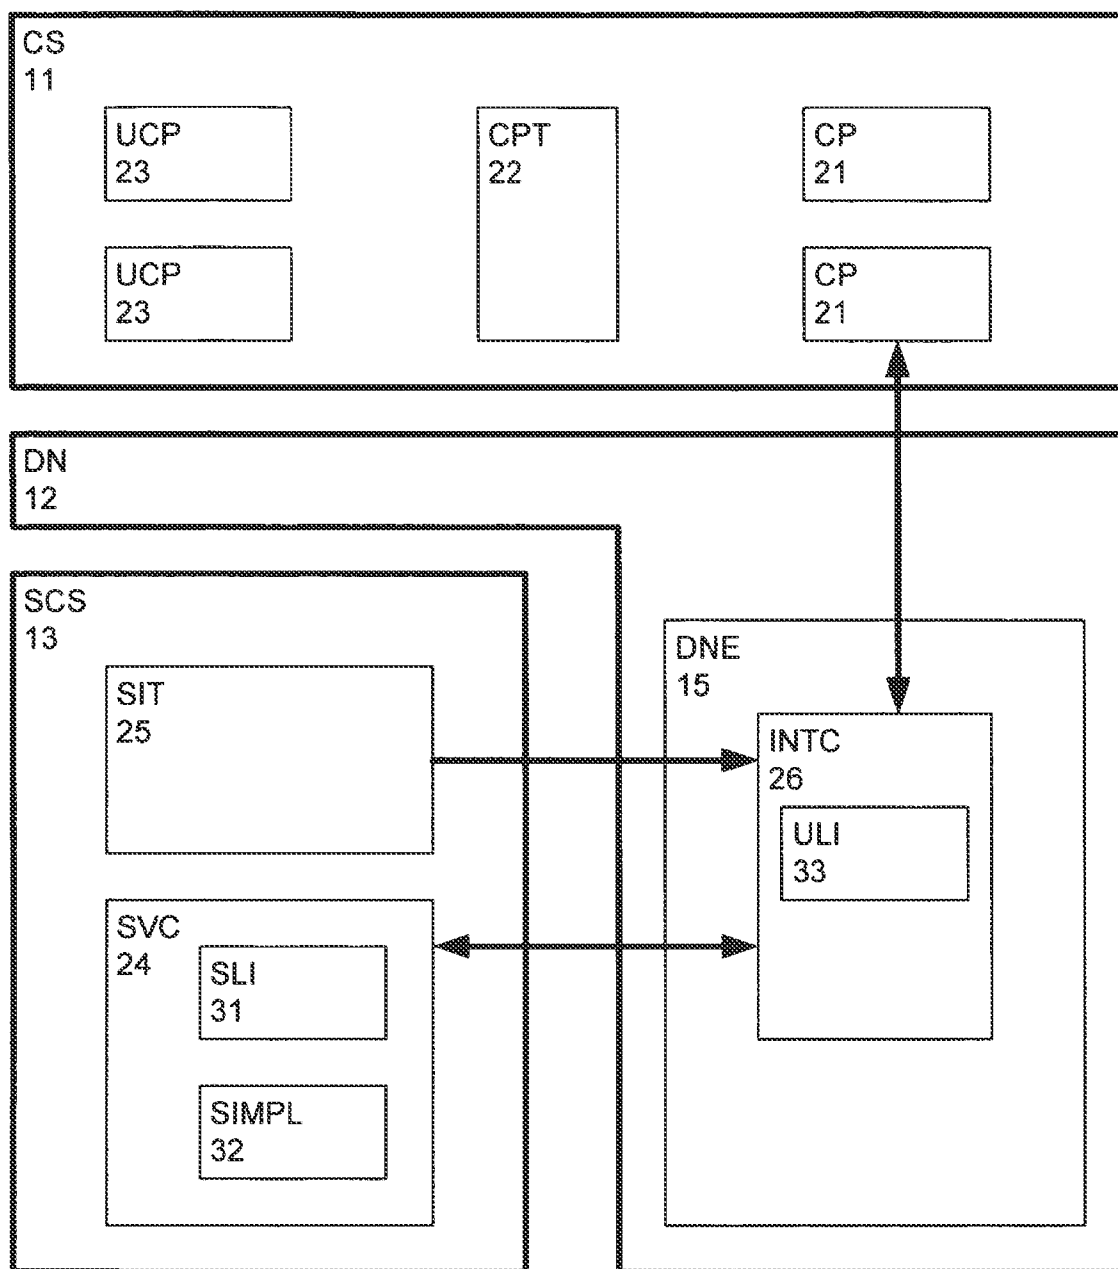 CS
11
UCP
23
CPT
22
CP
21
UCP
23
CP
21
DN
12
SCS
13
DNE
15
SIT
25
INTC
26
ULI
33
SVC
24
SLI
31
SIMPL
32